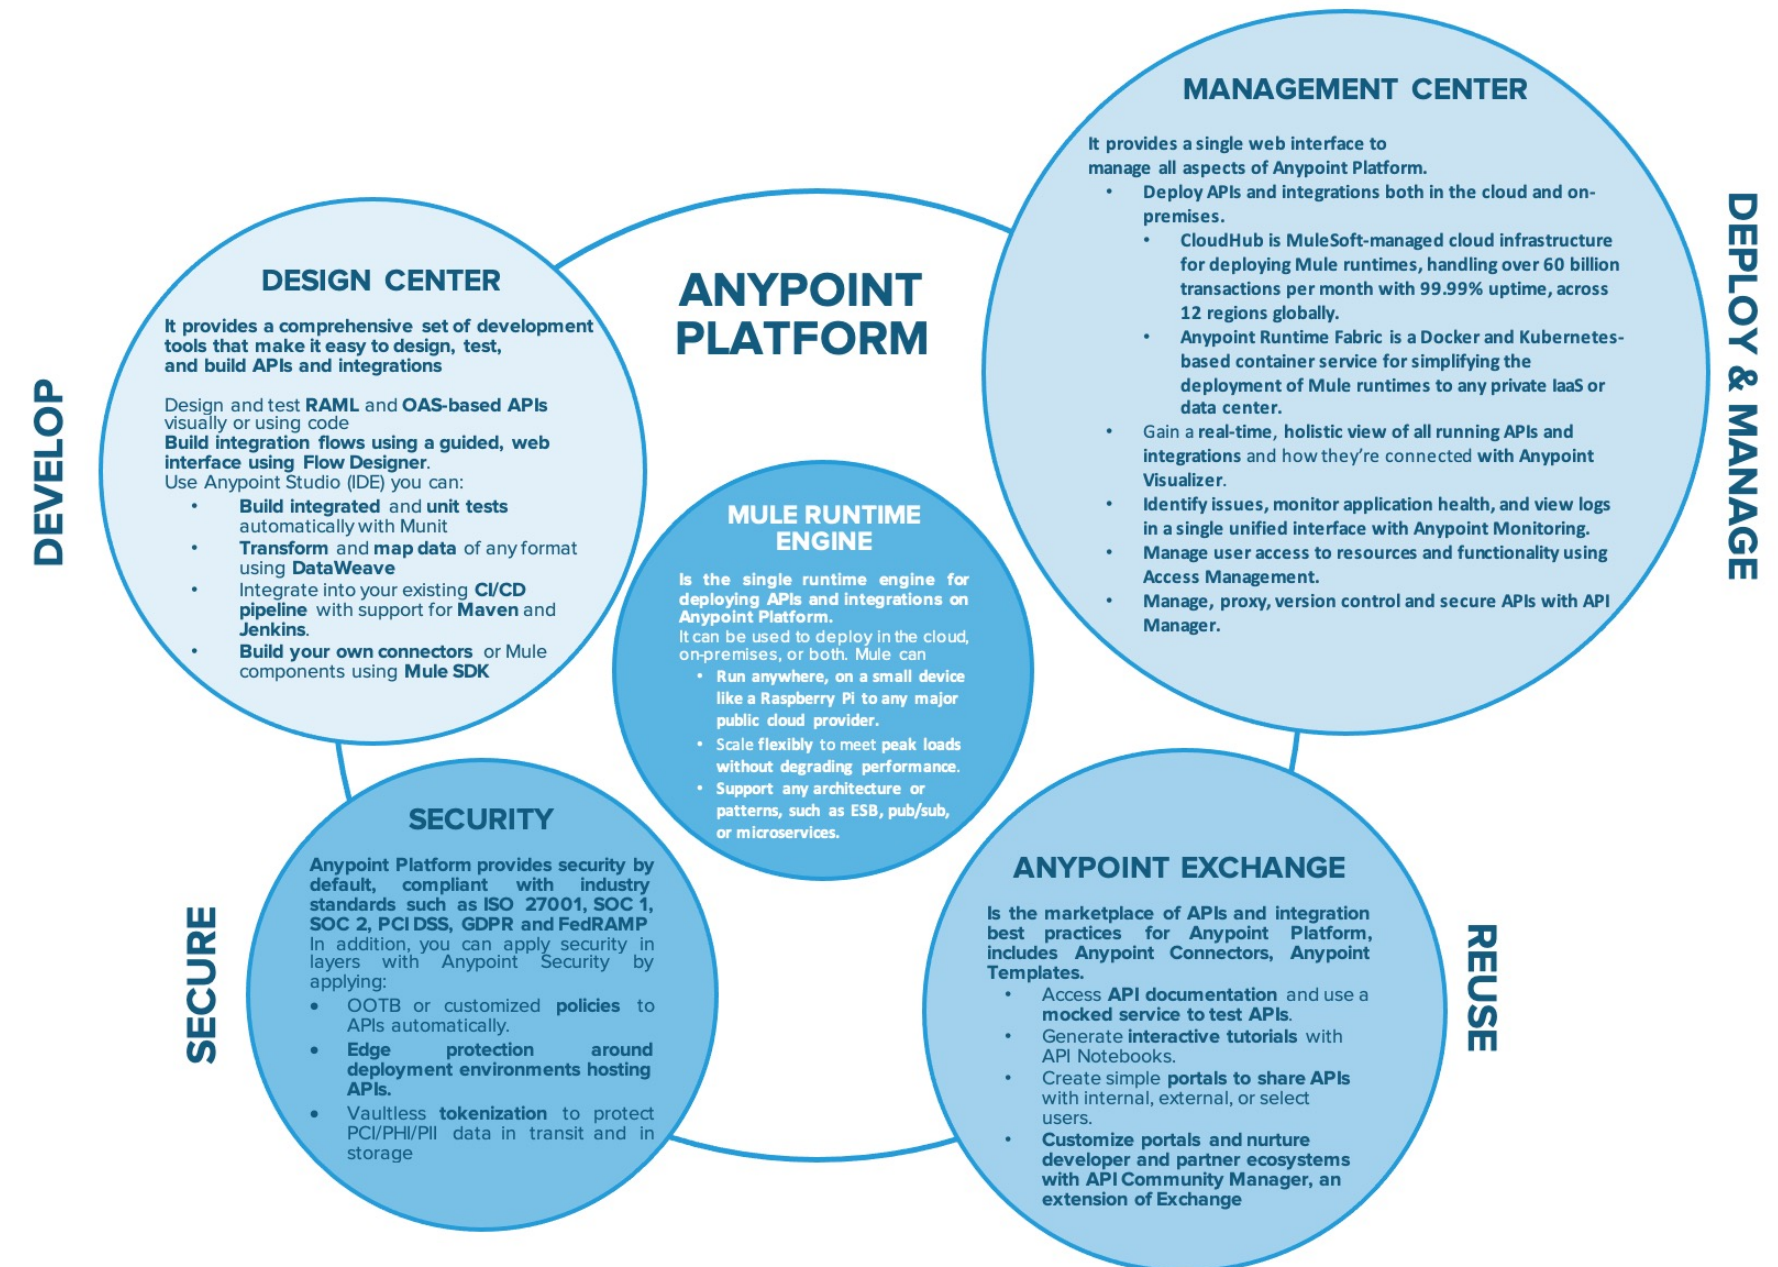 ANYPOINT
PLATFORM
DEVELOP
DESIGN CENTER
It provides a comprehensive set of development
tools that make it easy to design, test,
and build APIs and integrations
Design and test RAML and OAS-based APIs
visually or using code
Build integration flows using a guided, web
interface using Flow Designer.
Use Anypoint Studio (IDE) you can:
• Build integrated and unit tests
automatically with Munit
• Transform and map data of any format
using DataWeave
• Integrate into your existing CI/CD
pipeline with support for Maven and
Jenkins.
• Build your own connectors or Mule
components using Mule SDK
MANAGEMENT CENTER
It provides a single web interface to
manage all aspects of Anypoint Platform.
• Deploy APIs and integrations both in the cloud and on-
premises.
• CloudHub is MuleSoft-managed cloud infrastructure
for deploying Mule runtimes, handling over 60 billion
transactions per month with 99.99% uptime, across
12 regions globally.
• Anypoint Runtime Fabric is a Docker and Kubernetes-
based container service for simplifying the
deployment of Mule runtimes to any private IaaS or
data center.
• Gain a real-time, holistic view of all running APIs and
integrations and how they’re connected with Anypoint
Visualizer.
• Identify issues, monitor application health, and view logs
in a single unified interface with Anypoint Monitoring.
• Manage user access to resources and functionality using
Access Management.
• Manage, proxy, version control and secure APIs with API
Manager.
DEPLOY & MANAGE
MULE RUNTIME
ENGINE
Is the single runtime engine for
deploying APIs and integrations on
Anypoint Platform.
It can be used to deploy in the cloud,
on-premises, or both. Mule can
• Run anywhere, on a small device
like a Raspberry Pi to any major
public cloud provider.
• Scale flexibly to meet peak loads
without degrading performance.
• Support any architecture or
patterns, such as ESB, pub/sub,
or microservices.
SECURE
SECURITY
Anypoint Platform provides security by
default, compliant with industry
standards such as ISO 27001, SOC 1,
SOC 2, PCI DSS, GDPR and FedRAMP
In addition, you can apply security in
layers with Anypoint Security by
applying:
• OOTB or customized policies to
APIs automatically.
• Edge protection around
deployment environments hosting
APIs.
• Vaultless tokenization to protect
PCI/PHI/PII data in transit and in
storage
ANYPOINT EXCHANGE
Is the marketplace of APIs and integration
best practices for Anypoint Platform,
includes Anypoint Connectors, Anypoint
Templates.
• Access API documentation and use a
mocked service to test APIs.
• Generate interactive tutorials with
API Notebooks.
• Create simple portals to share APIs
with internal, external, or select
users.
• Customize portals and nurture
developer and partner ecosystems
with API Community Manager, an
extension of Exchange
REUSE